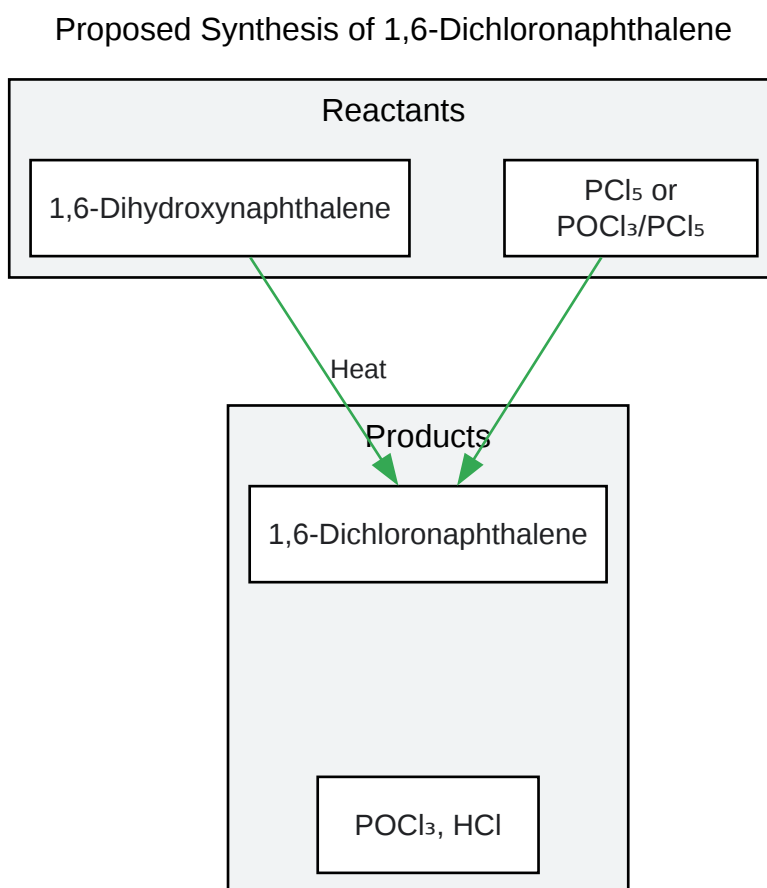 Proposed Synthesis of 1,6-Dichloronaphthalene
Reactants
1,6-Dihydroxynaphthalene
PCl₅ or
POCl₃/PCl₅
Heat
Products
1,6-Dichloronaphthalene
POCl₃, HCl